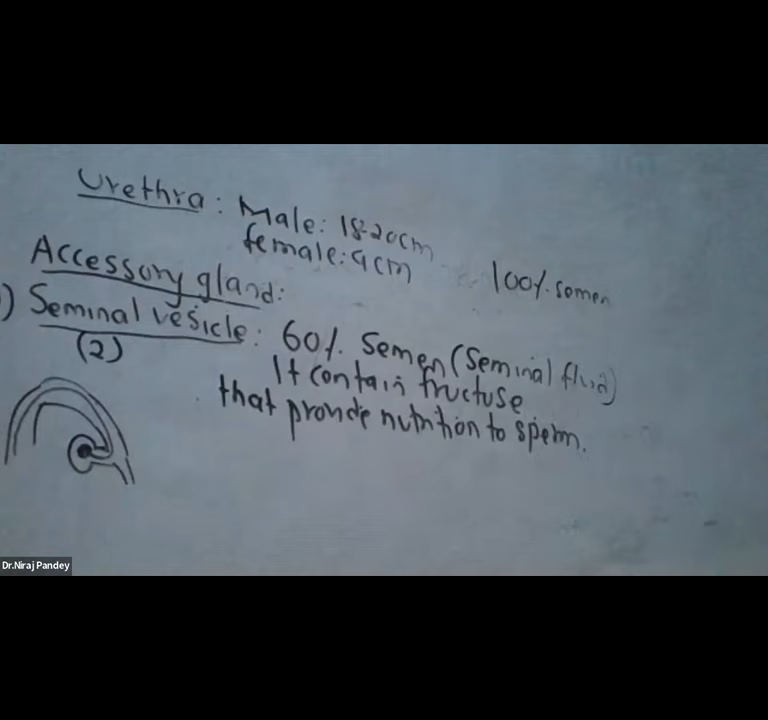 Urethra: Male: 18-20cm
female: 4cm
100%. semen
Accessory gland:
) Seminal vesicle: 60%. Semen (Seminal fluid)
(2)
It contain fructuse
that provide nutrition to sperm.
Dr.Niraj Pandey